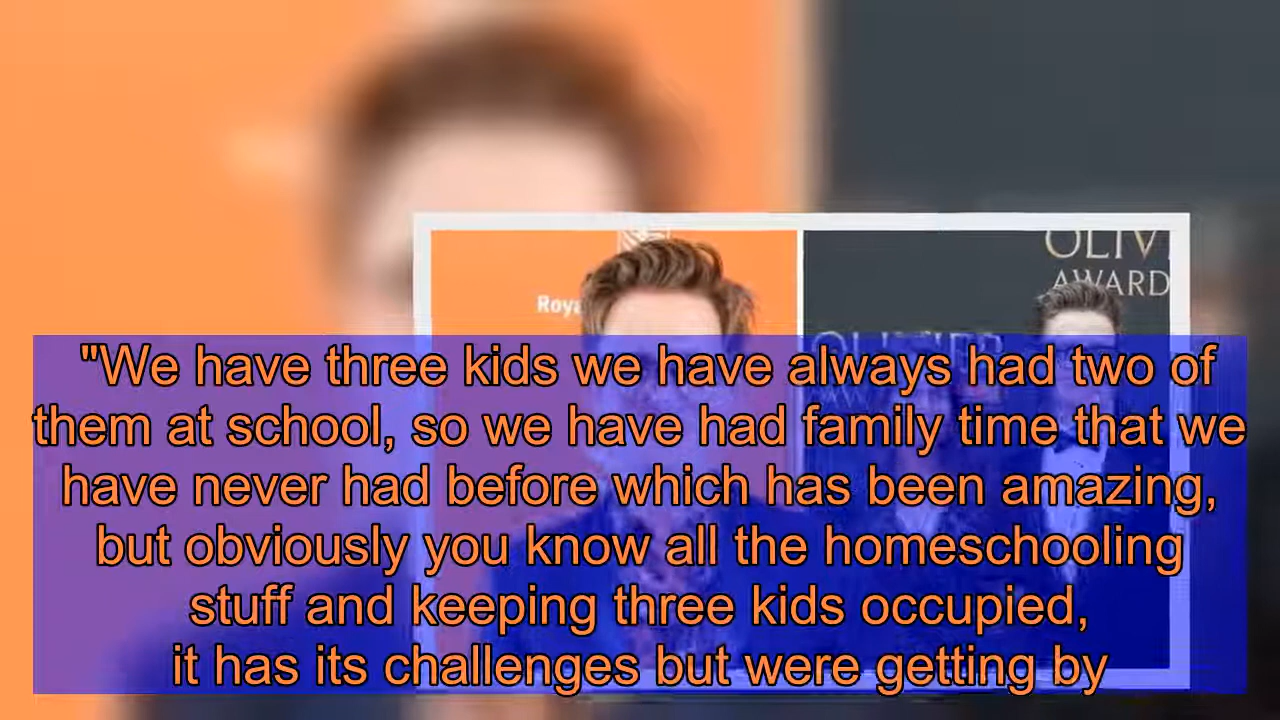 OLIV
AWARD
Roya
"We have three kids we have always had two of
them at school, so we have had family time that we
have never had before which has been amazing,
but obviously you know all the homeschooling
stuff and keeping three kids occupied,
it has its challenges but were getting by